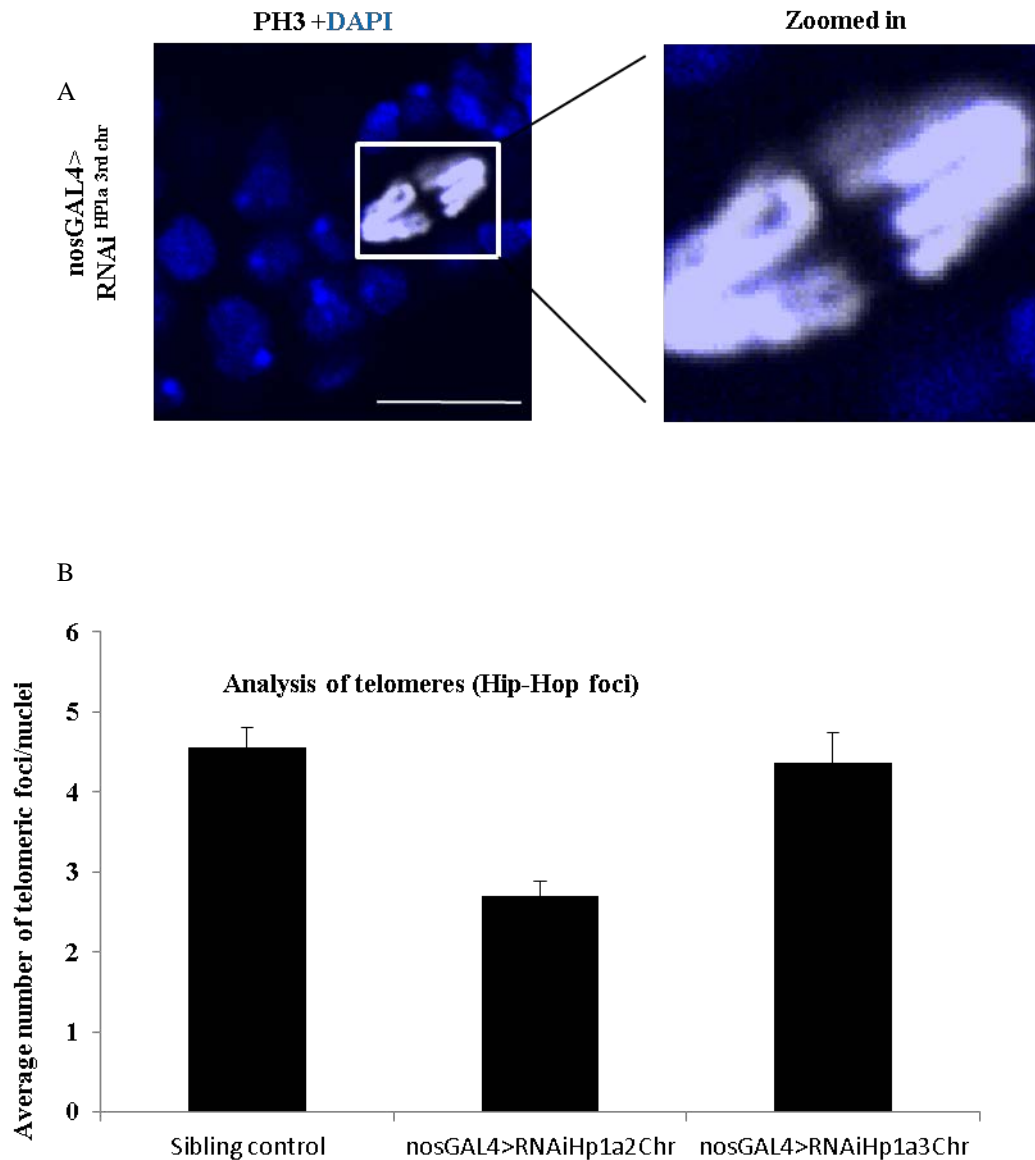 PH3 +DAPI
Zoomed in
A
nosGAL4>
RNAi HP1a 3rd chr
B
Analysis of telomeres (Hip-Hop foci)
Average number of telomeric foci/nuclei
6
5
4
3
2
1
0
Sibling control
nosGAL4>RNAiHp1a2Chr
nosGAL4>RNAiHp1a3Chr